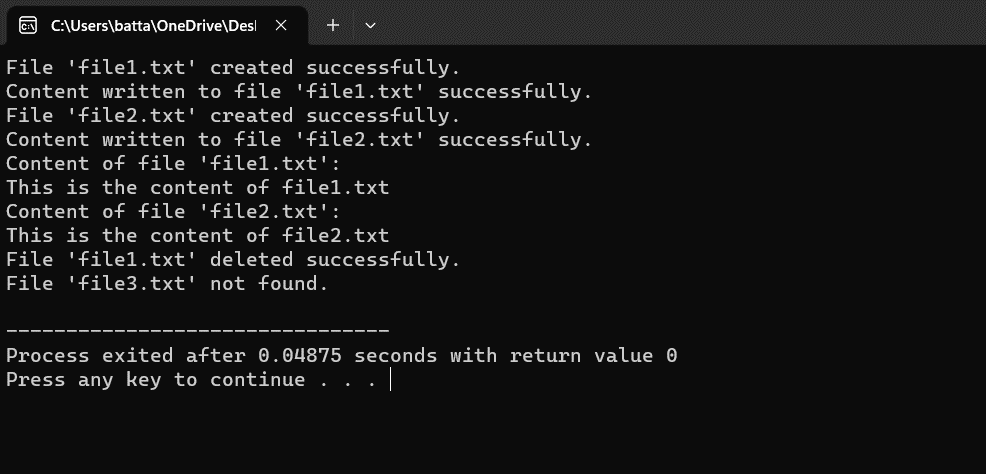 C:\Users\batta\OneDrive\Desl
File 'file1.txt' created successfully.
Content written to file 'file1.txt' successfully.
File 'file2.txt' created successfully.
Content written to file 'file2.txt' successfully.
Content of file 'file1.txt':
This is the content of file1.txt
Content of file 'file2.txt':
This is the content of file2.txt
File 'file1.txt' deleted successfully.
File 'file3.txt' not found.
--------------------------------
Process exited after 0.04875 seconds with return value 0
Press any key to continue . . .